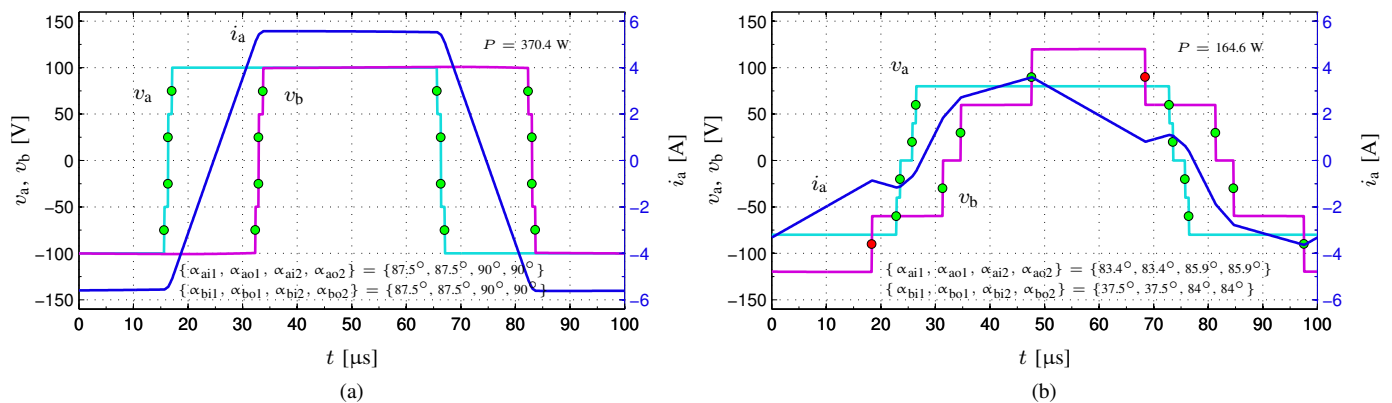 150
100
50
0
−50
−100
−150
6
4
2
0
−2
−4
−6
0 10 20 30 40 50 60 70 80 90 100
v_a, v_b [V]
i_a [A]
t [μs]
i_a
P = 370.4 W
v_a
v_b
{α_ai1, α_ao1, α_ai2, α_ao2} = {87.5°, 87.5°, 90°, 90°}
{α_bi1, α_bo1, α_bi2, α_bo2} = {87.5°, 87.5°, 90°, 90°}
(a)
150
100
50
0
−50
−100
−150
6
4
2
0
−2
−4
−6
0 10 20 30 40 50 60 70 80 90 100
v_a, v_b [V]
i_a [A]
t [μs]
P = 164.6 W
v_a
i_a
v_b
{α_ai1, α_ao1, α_ai2, α_ao2} = {83.4°, 83.4°, 85.9°, 85.9°}
{α_bi1, α_bo1, α_bi2, α_bo2} = {37.5°, 37.5°, 84°, 84°}
(b)